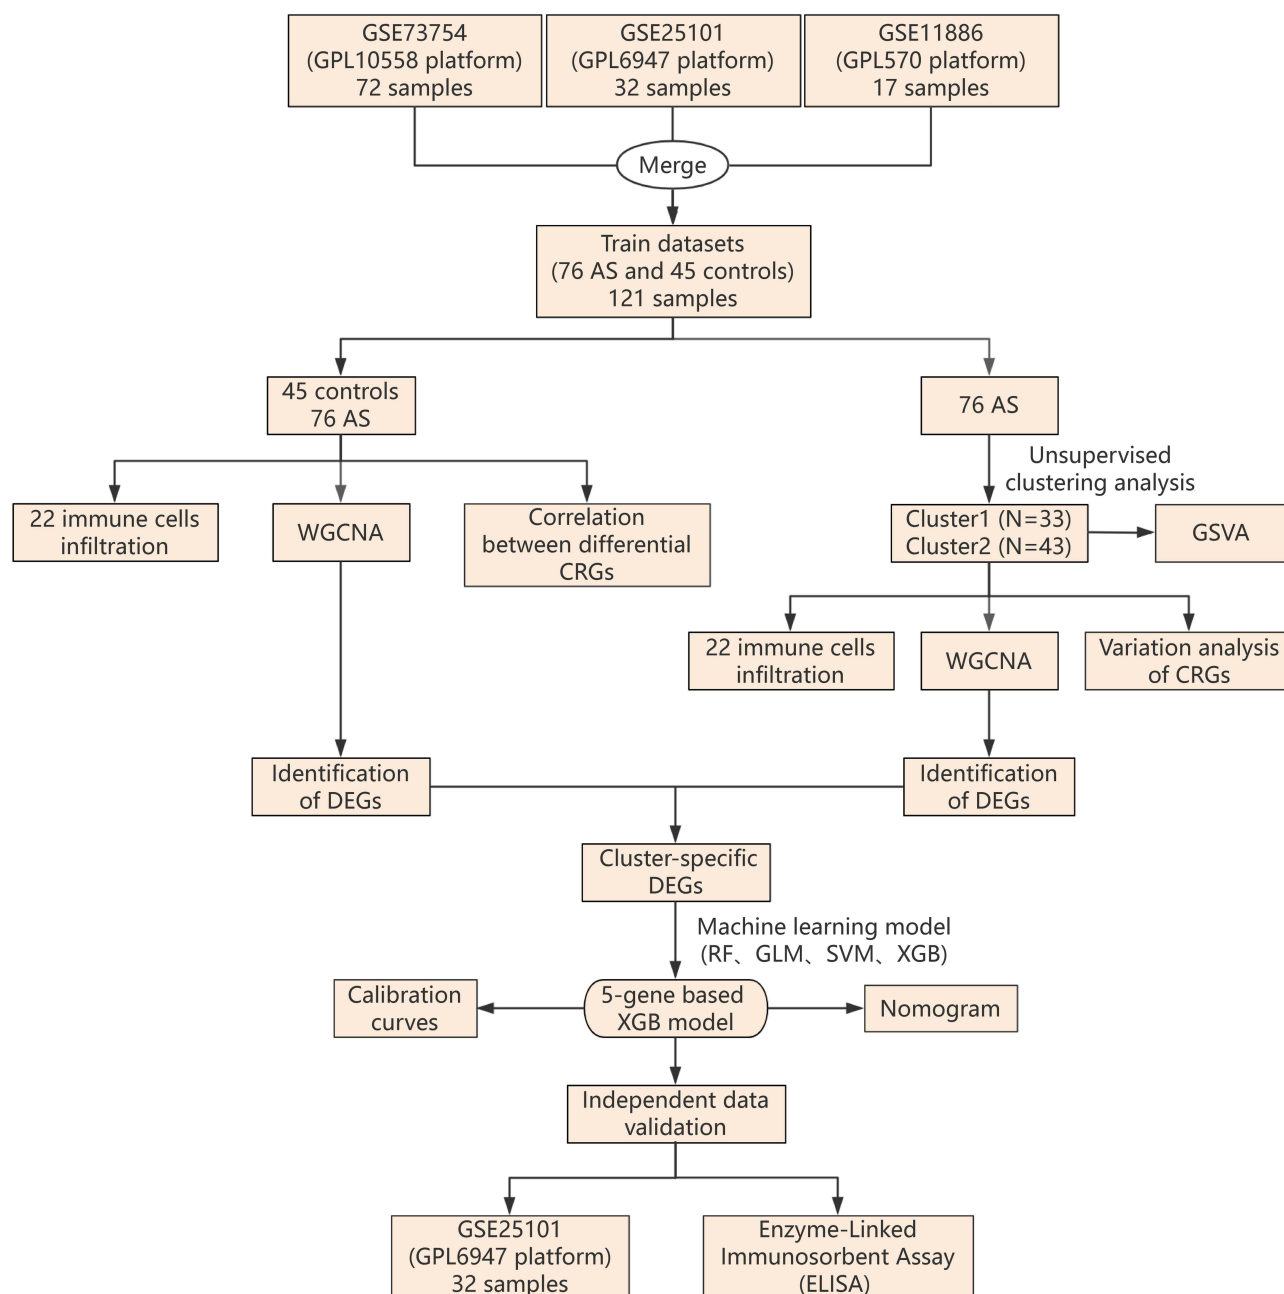 GSE73754
(GPL10558 platform)
72 samples
GSE25101
(GPL6947 platform)
32 samples
GSE11886
(GPL570 platform)
17 samples
Merge
Train datasets
(76 AS and 45 controls)
121 samples
45 controls
76 AS
76 AS
Unsupervised
clustering analysis
22 immune cells
infiltration
WGCNA
Correlation
between differential
CRGs
Cluster1 (N=33)
Cluster2 (N=43)
GSVA
22 immune cells
infiltration
WGCNA
Variation analysis
of CRGs
Identification
of DEGs
Identification
of DEGs
Cluster-specific
DEGs
Machine learning model
(RF、GLM、SVM、XGB)
Calibration
curves
5-gene based
XGB model
Nomogram
Independent data
validation
GSE25101
(GPL6947 platform)
32 samples
Enzyme-Linked
Immunosorbent Assay
(ELISA)